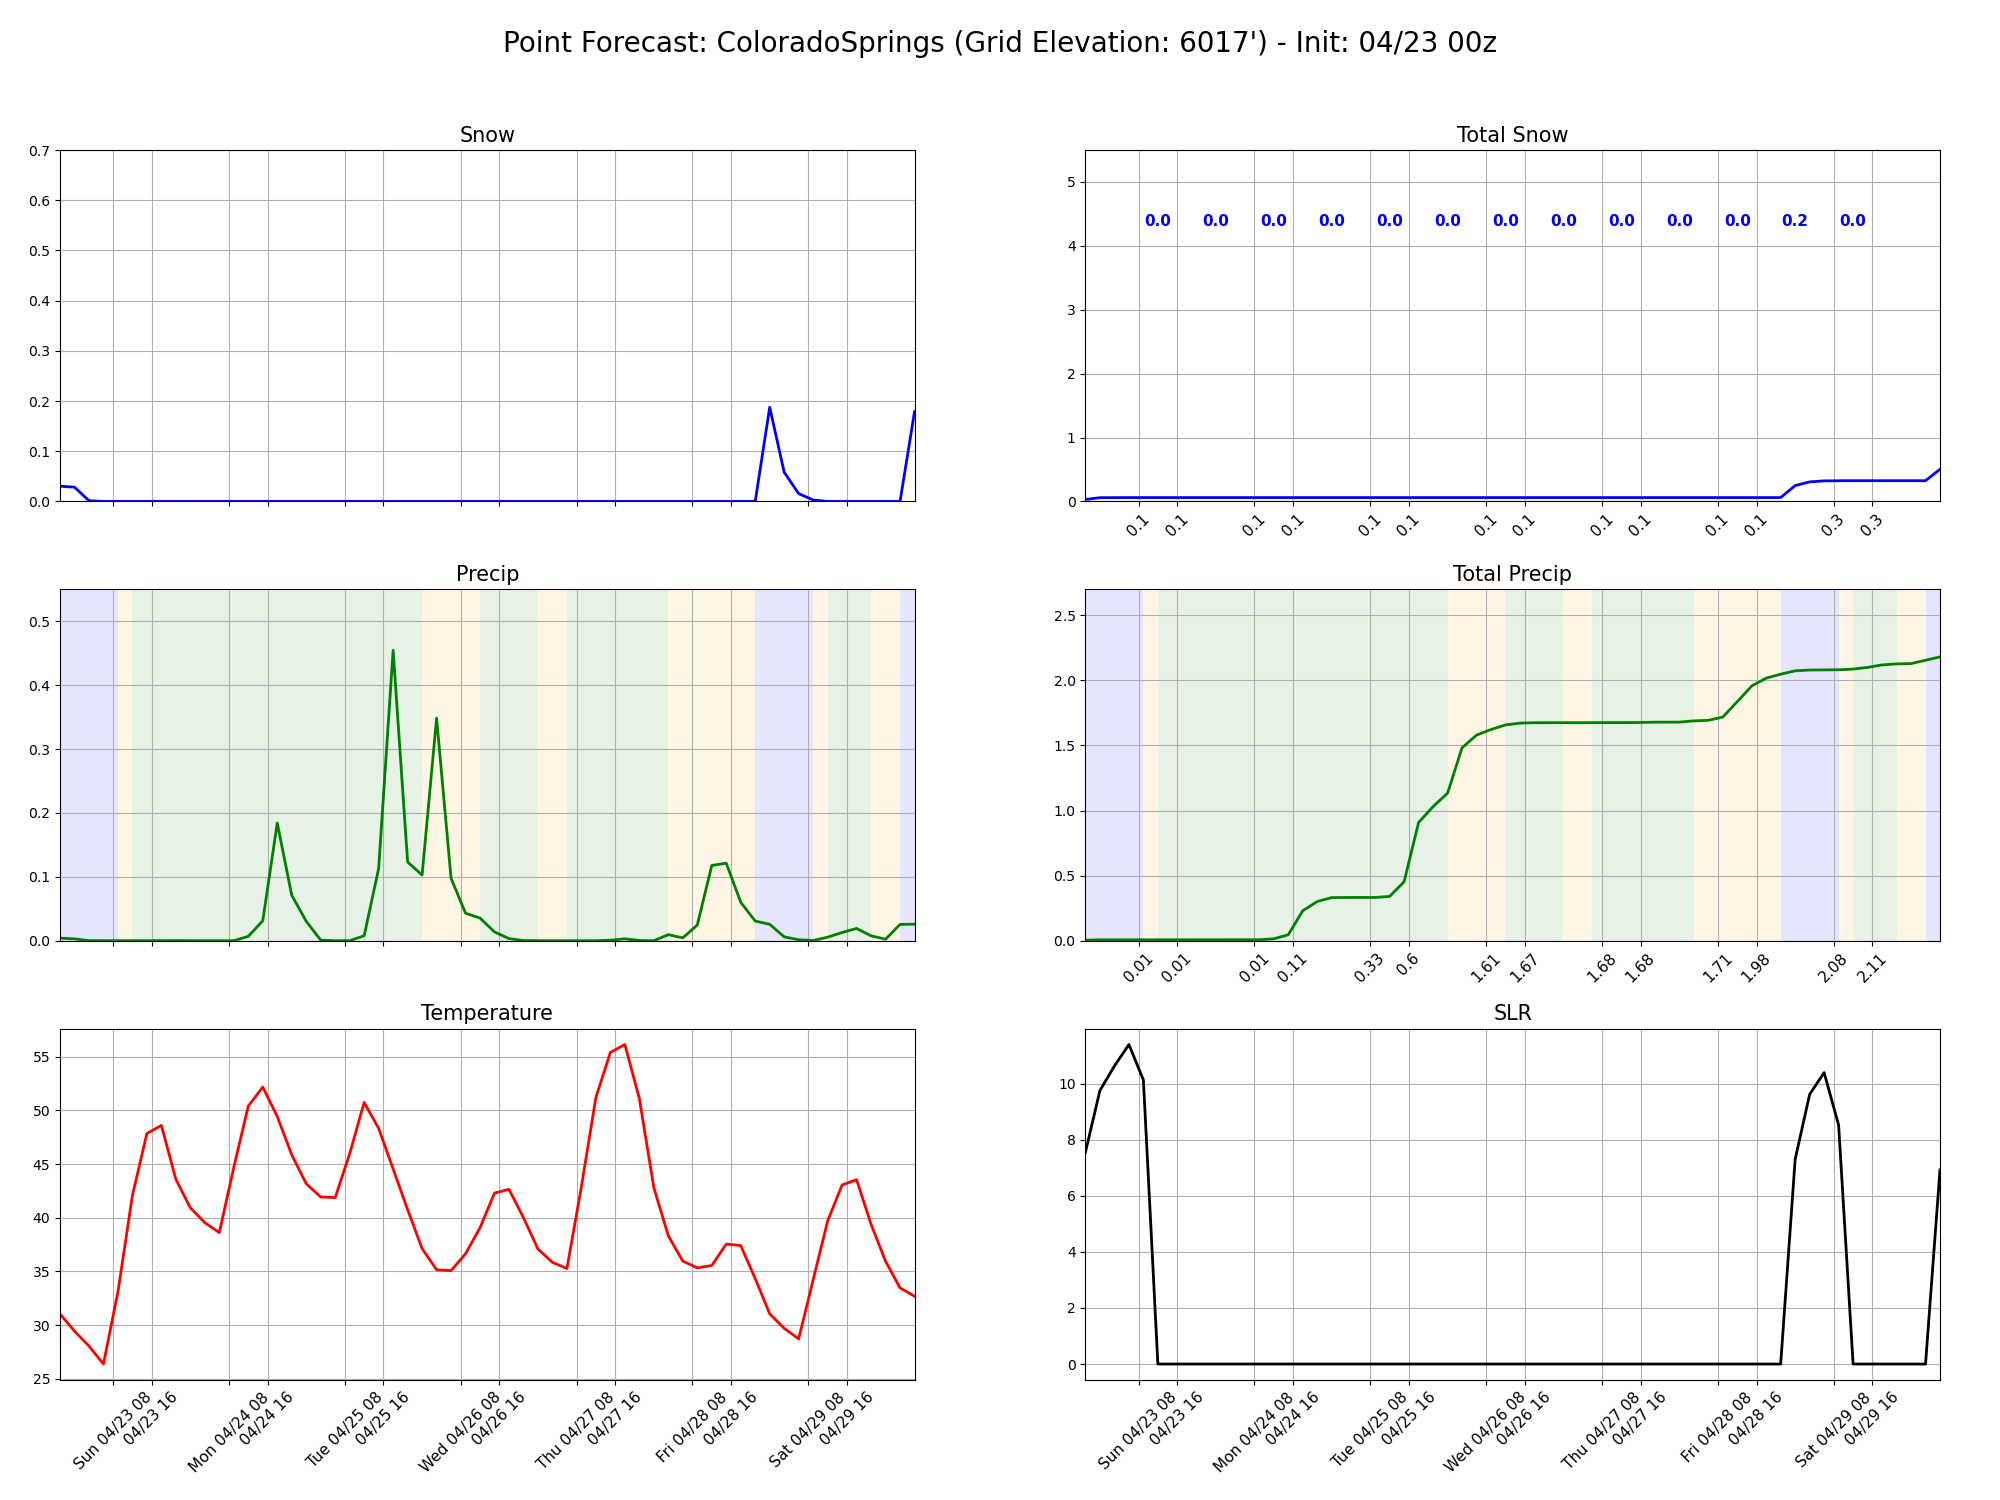 Point Forecast: ColoradoSprings (Grid Elevation: 6017') - Init: 04/23 00z
Snow
0.7
0.6
0.5
0.4
0.3
0.2
0.1
0.0
Total Snow
5
4
3
2
1
0
0.0 0.0 0.0 0.0 0.0 0.0 0.0 0.0 0.0 0.0 0.0 0.2 0.0
0.1 0.1 0.1 0.1 0.1 0.1 0.1 0.1 0.1 0.1 0.1 0.1 0.3 0.3
Precip
0.5
0.4
0.3
0.2
0.1
0.0
Total Precip
2.5
2.0
1.5
1.0
0.5
0.0
0.01 0.01 0.01 0.11 0.33 0.6 1.61 1.67 1.68 1.68 1.71 1.98 2.08 2.11
Temperature
55
50
45
40
35
30
25
Sun 04/23 08
04/23 16
Mon 04/24 08
04/24 16
Tue 04/25 08
04/25 16
Wed 04/26 08
04/26 16
Thu 04/27 08
04/27 16
Fri 04/28 08
04/28 16
Sat 04/29 08
04/29 16
SLR
10
8
6
4
2
0
Sun 04/23 08
04/23 16
Mon 04/24 08
04/24 16
Tue 04/25 08
04/25 16
Wed 04/26 08
04/26 16
Thu 04/27 08
04/27 16
Fri 04/28 08
04/28 16
Sat 04/29 08
04/29 16